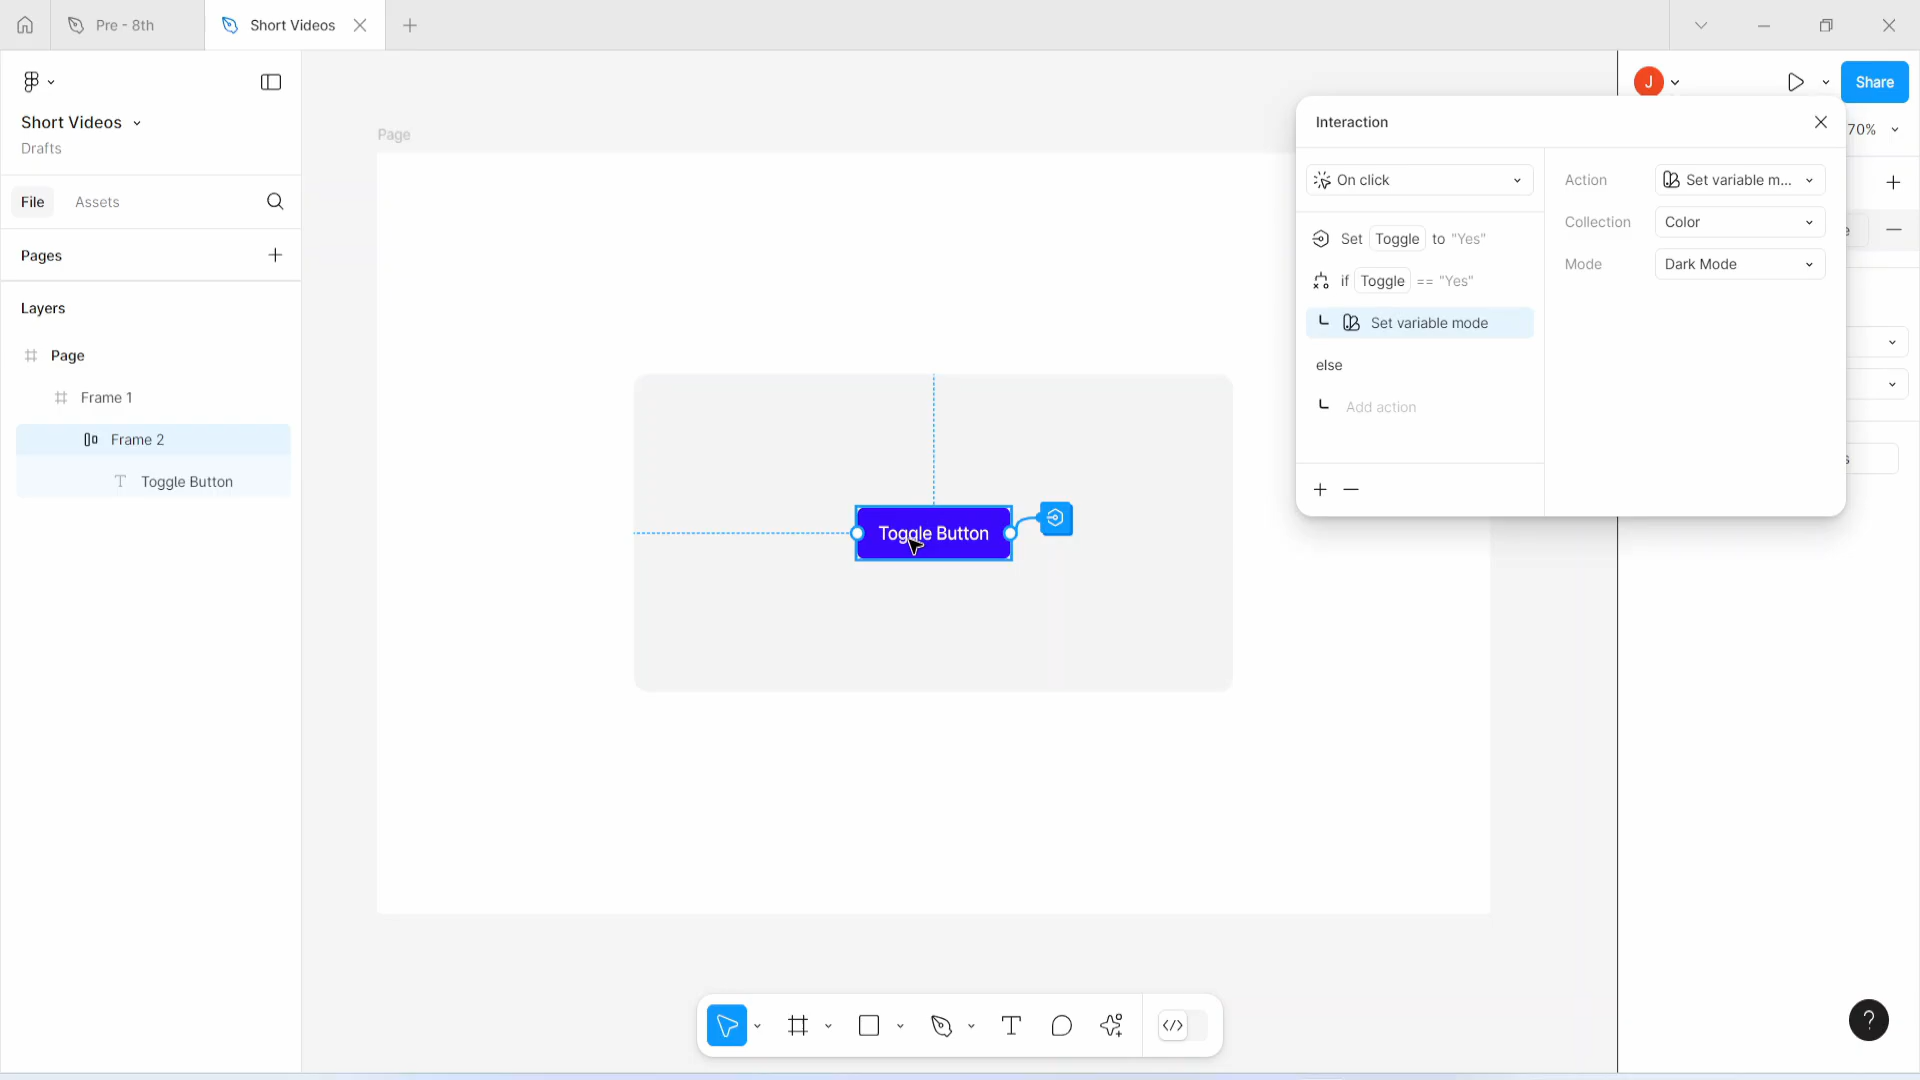 Pre - 8th
Short Videos
Short Videos
Drafts
File
Assets
Pages
Layers
Page
Frame 1
Frame 2
Toggle Button
Page
Toggle Button
J
Share
70%
Interaction
On click
Set Toggle to "Yes"
if Toggle == "Yes"
Set variable mode
else
Add action
Action
Set variable m...
Collection
Color
Mode
Dark Mode
?